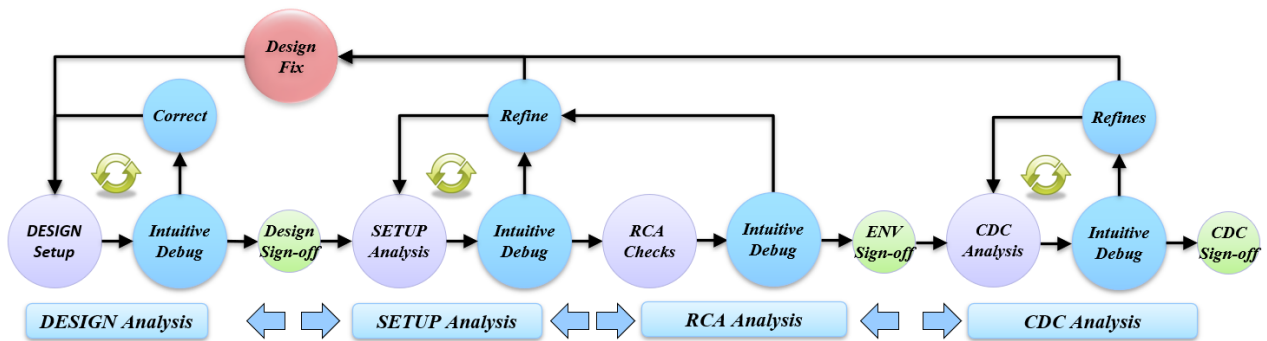 Design
Fix
Correct
Refine
Refines
DESIGN
Setup
Intuitive
Debug
Design
Sign-off
SETUP
Analysis
Intuitive
Debug
RCA
Checks
Intuitive
Debug
ENV
Sign-off
CDC
Analysis
Intuitive
Debug
CDC
Sign-off
DESIGN Analysis
SETUP Analysis
RCA Analysis
CDC Analysis